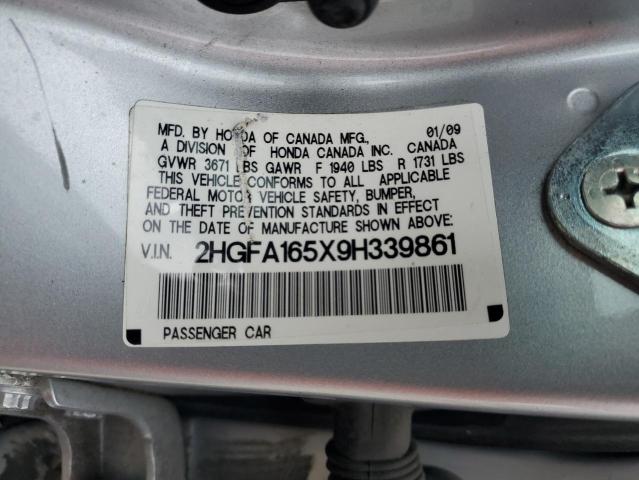 MFD. BY HONDA OF CANADA MFG., 01/09
A DIVISION OF HONDA CANADA INC. CANADA
GVWR 3671 LBS GAWR F 1940 LBS R 1731 LBS
THIS VEHICLE CONFORMS TO ALL APPLICABLE
FEDERAL MOTOR VEHICLE SAFETY, BUMPER,
AND THEFT PREVENTION STANDARDS IN EFFECT
ON THE DATE OF MANUFACTURE SHOWN ABOVE:
V.I.N. 2HGFA165X9H339861
PASSENGER CAR